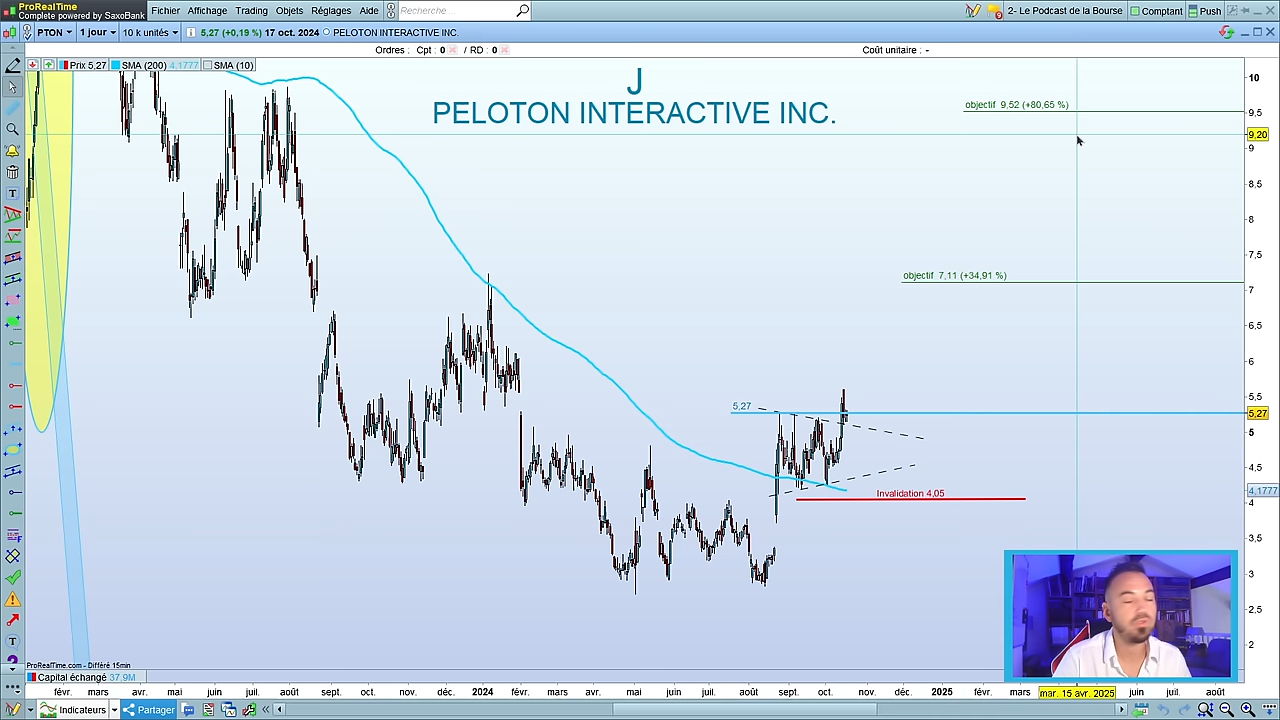 ProRealTime
Complete powered by SaxoBank
Fichier Affichage Trading Objets Réglages Aide Recherche... 2- Le Podcast de la Bourse Comptant Push
PTON 1 jour 10 k unités 5,27 (+0,19 %) 17 oct. 2024 PELOTON INTERACTIVE INC.
Ordres : Cpt : 0 / RD : 0 Coût unitaire : -
Prix 5,27 SMA (200) 4,1777 SMA (10)
J
PELOTON INTERACTIVE INC.
10
objectif 9,52 (+80,65 %)
9,5
9,20
9
8,5
8
7,5
objectif 7,11 (+34,91 %)
7
6,5
6
5,5
5,27
5,27
5
4,5
4,1777
Invalidation 4,05
4
3,5
3
2,5
2
ProRealTime.com - Différé 15min
Capital échangé 37,9M
févr. mars avr. mai juin juil. août sept. oct. nov. déc. 2024 févr. mars avr. mai juin juil. août sept. oct. nov. déc. 2025 févr. mars mar. 15 avr. 2025 juin juil. août
Indicateurs Partager